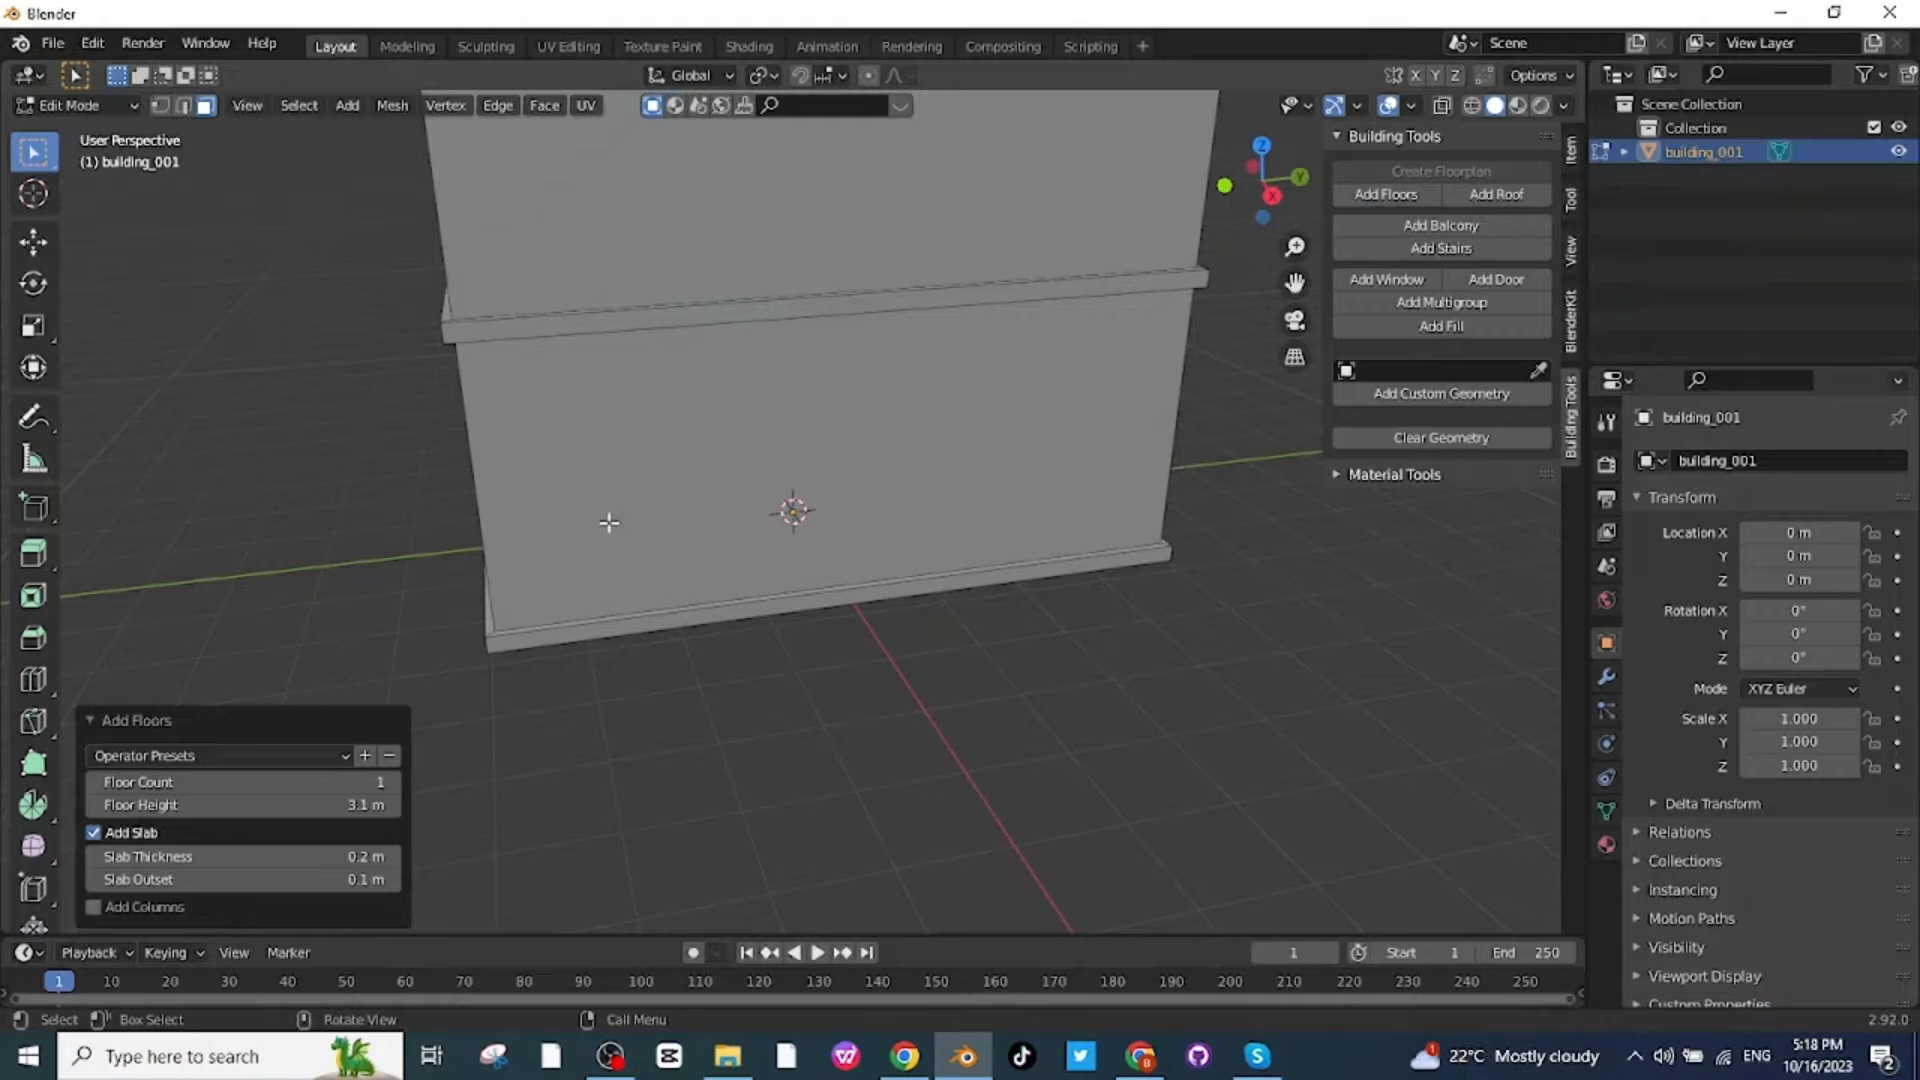 Blender
File Edit Render Window Help Layout Modeling Sculpting UV Editing Texture Paint Shading Animation Rendering Compositing Scripting + Scene View Layer
Global X Y Z Options
Edit Mode View Select Add Mesh Vertex Edge Face UV
User Perspective
(1) building_001
Z
Y
X
Building Tools
Create Floorplan
Add Floors Add Roof
Add Balcony
Add Stairs
Add Window Add Door
Add Multigroup
Add Fill
Add Custom Geometry
Clear Geometry
Material Tools
Item
Tool
View
BlenderKit
Building Tools
Scene Collection
Collection
building_001
building_001
building_001
Transform
Location X 0 m
Y 0 m
Z 0 m
Rotation X 0°
Y 0°
Z 0°
Mode XYZ Euler
Scale X 1.000
Y 1.000
Z 1.000
Delta Transform
Relations
Collections
Instancing
Motion Paths
Visibility
Viewport Display
Custom Properties
Add Floors
Operator Presets + −
Floor Count 1
Floor Height 3.1 m
Add Slab
Slab Thickness 0.2 m
Slab Outset 0.1 m
Add Columns
Playback Keying View Marker 1 Start 1 End 250
1 10 20 30 40 50 60 70 80 90 100 110 120 130 140 150 160 170 180 190 200 210 220 230 240 250
Select Box Select Rotate View Call Menu 2.92.0
Type here to search 22°C Mostly cloudy ENG 5:18 PM
10/16/2023 2